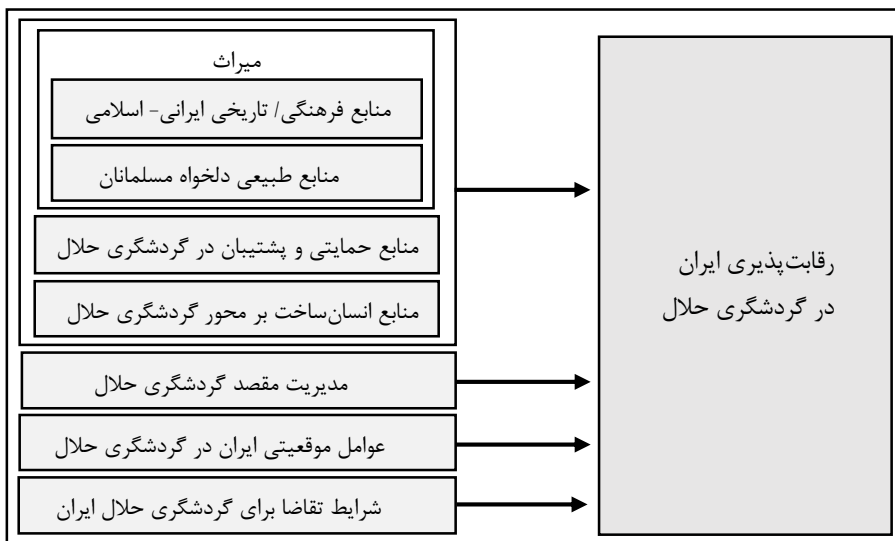 میراث
منابع فرهنگی/ تاریخی ایرانی- اسلامی
منابع طبیعی دلخواه مسلمانان
منابع حمایتی و پشتیبان در گردشگری حلال
منابع انسان‌ساخت بر محور گردشگری حلال
مدیریت مقصد گردشگری حلال
عوامل موقعیتی ایران در گردشگری حلال
شرایط تقاضا برای گردشگری حلال ایران
رقابت‌پذیری ایران
در گردشگری حلال